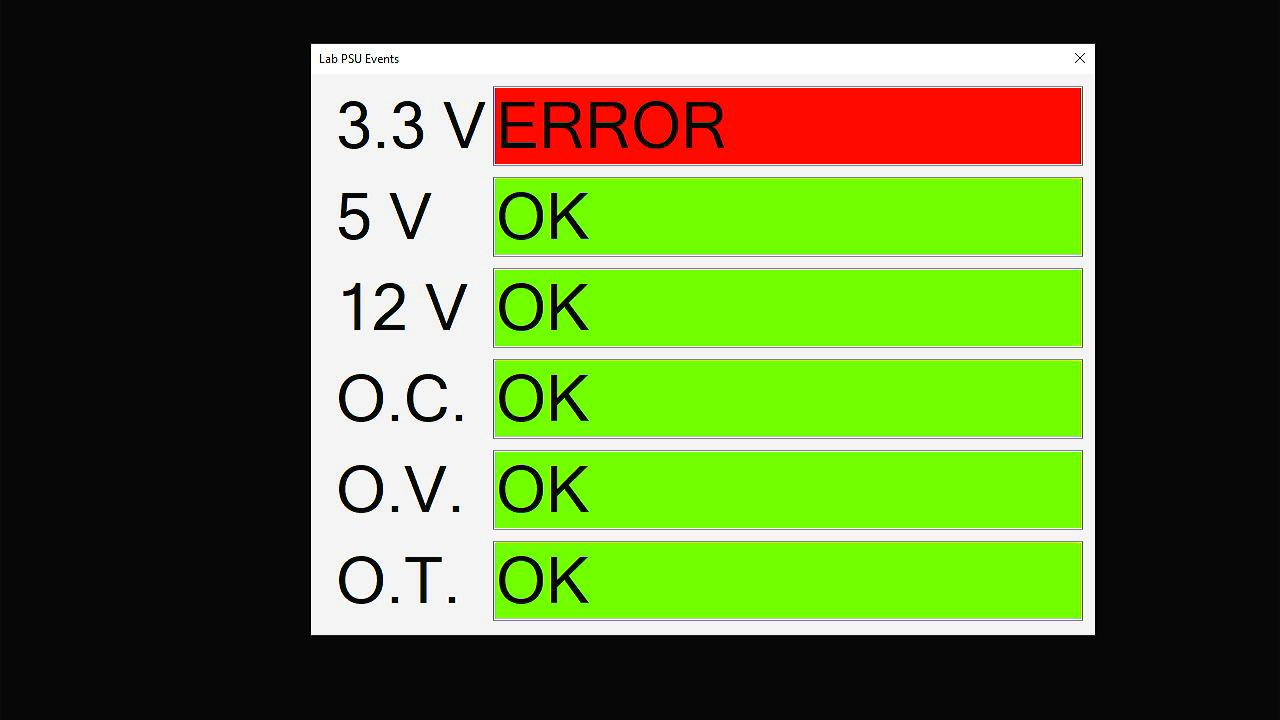 Lab PSU Events
3.3 V ERROR
5 V OK
12 V OK
O.C. OK
O.V. OK
O.T. OK